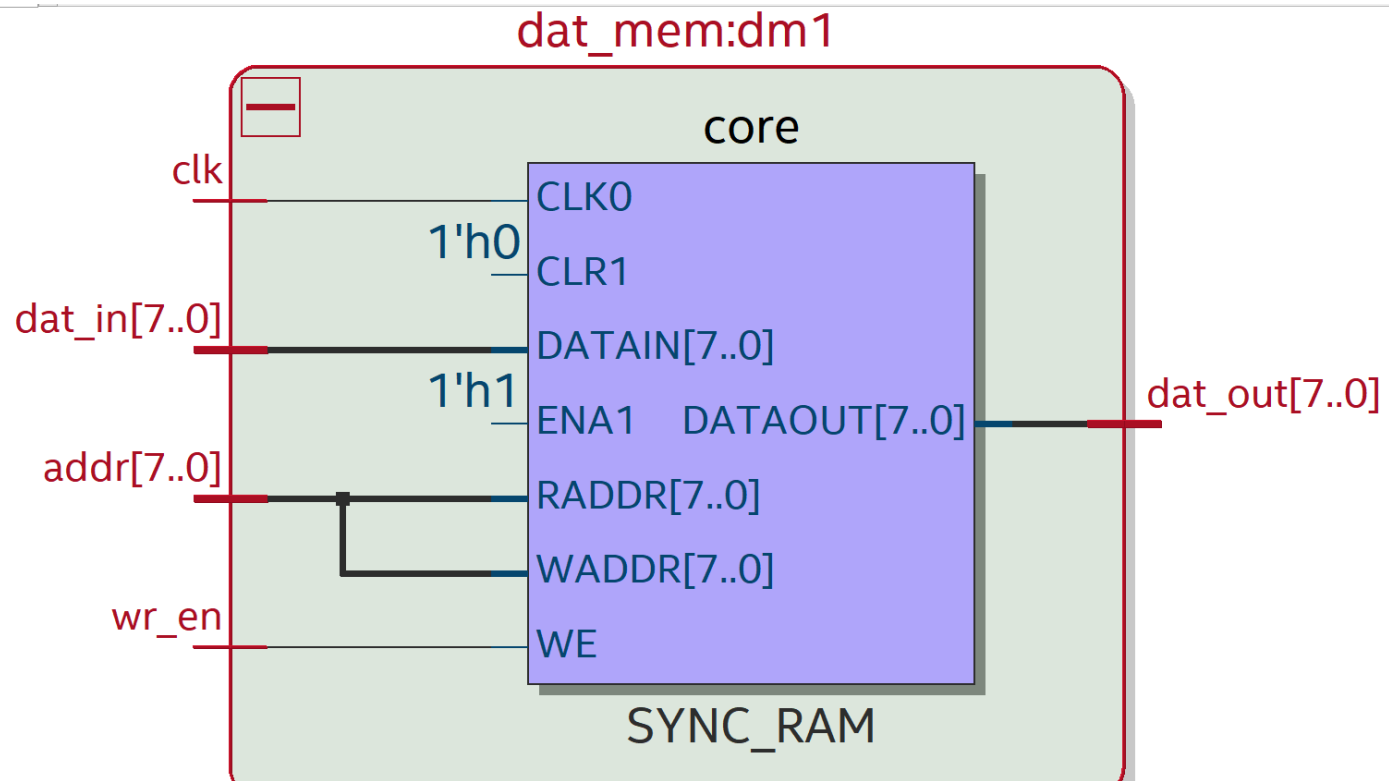 dat_mem:dm1
core
clk
CLK0
1'h0
CLR1
dat_in[7..0]
DATAIN[7..0]
1'h1
ENA1
DATAOUT[7..0]
dat_out[7..0]
addr[7..0]
RADDR[7..0]
WADDR[7..0]
wr_en
WE
SYNC_RAM